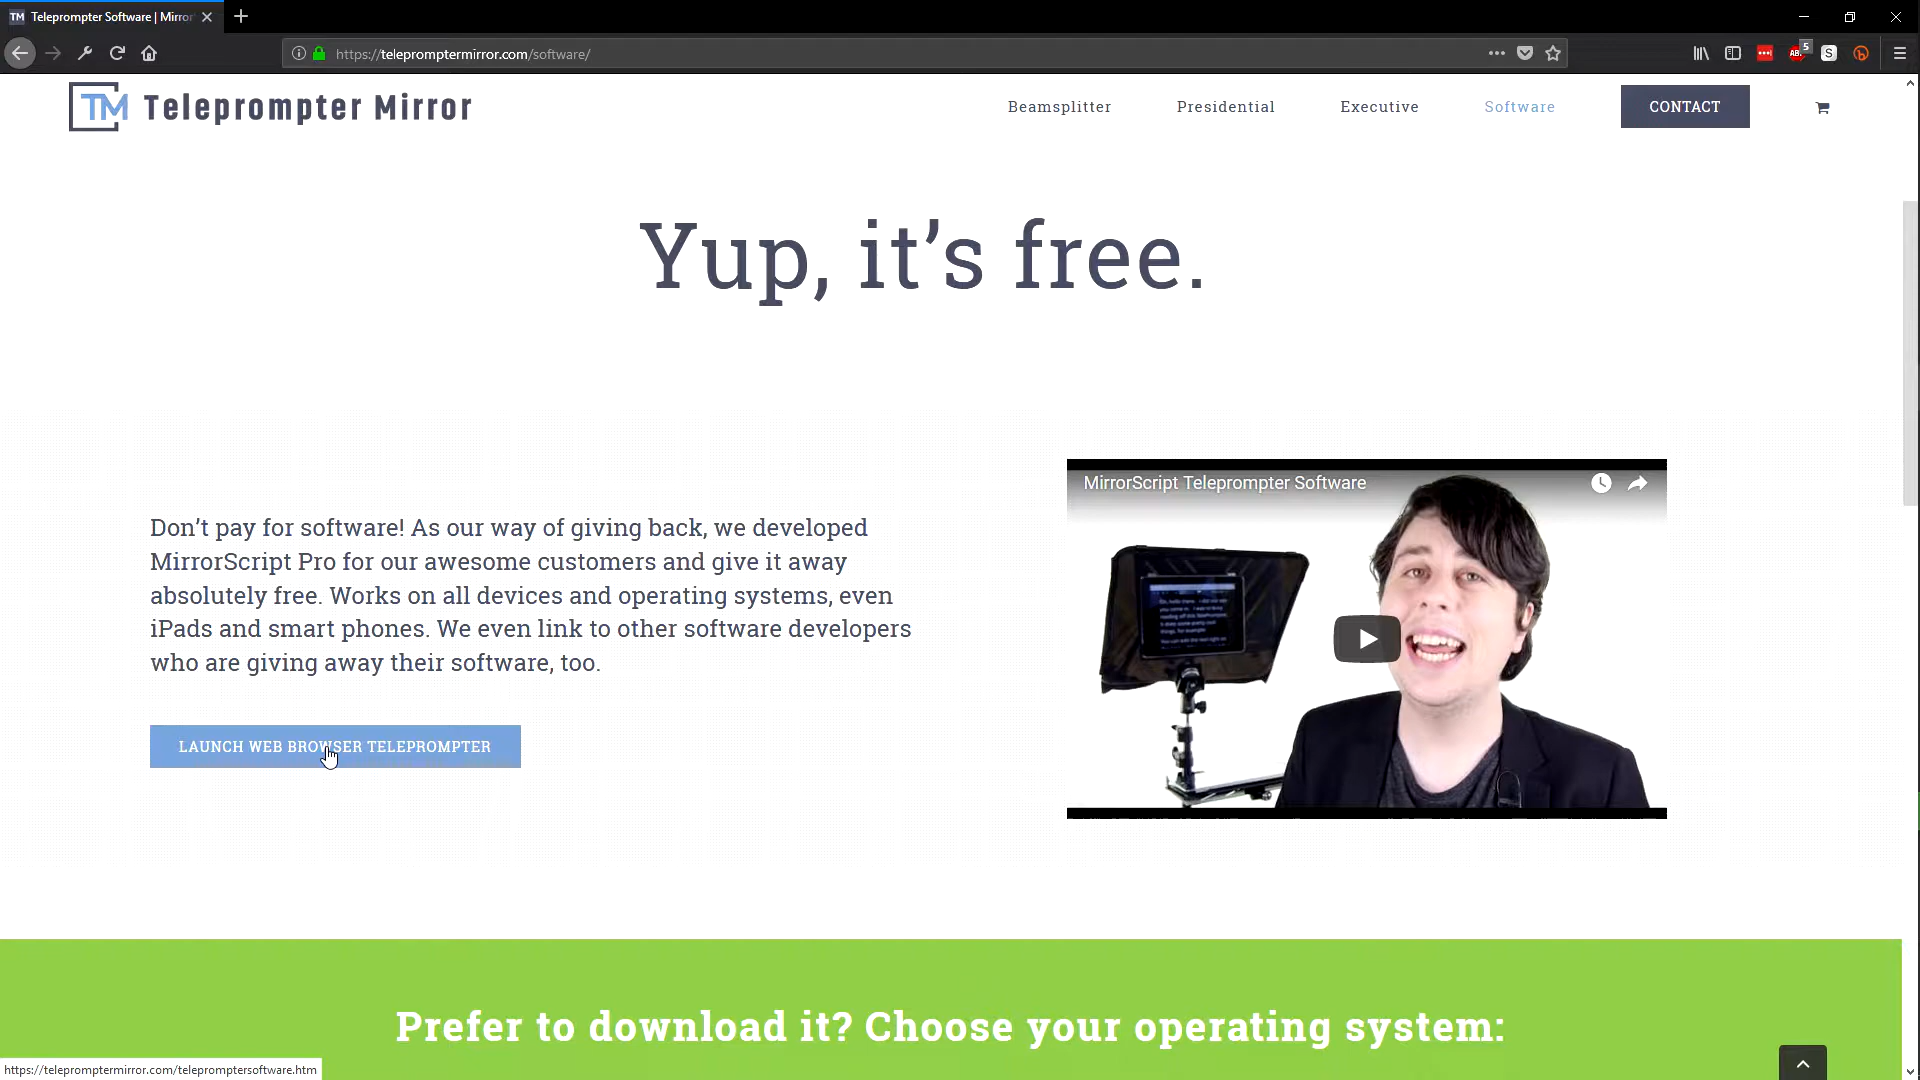 TM Teleprompter Software | Mirror
https://telepromptermirror.com/software/
5
S
TM Teleprompter Mirror
Beamsplitter
Presidential
Executive
Software
CONTACT
Yup, it’s free.
Don’t pay for software! As our way of giving back, we developed
MirrorScript Pro for our awesome customers and give it away
absolutely free. Works on all devices and operating systems, even
iPads and smart phones. We even link to other software developers
who are giving away their software, too.
LAUNCH WEB BROWSER TELEPROMPTER
MirrorScript Teleprompter Software
Prefer to download it? Choose your operating system:
https://telepromptermirror.com/telepromptersoftware.htm